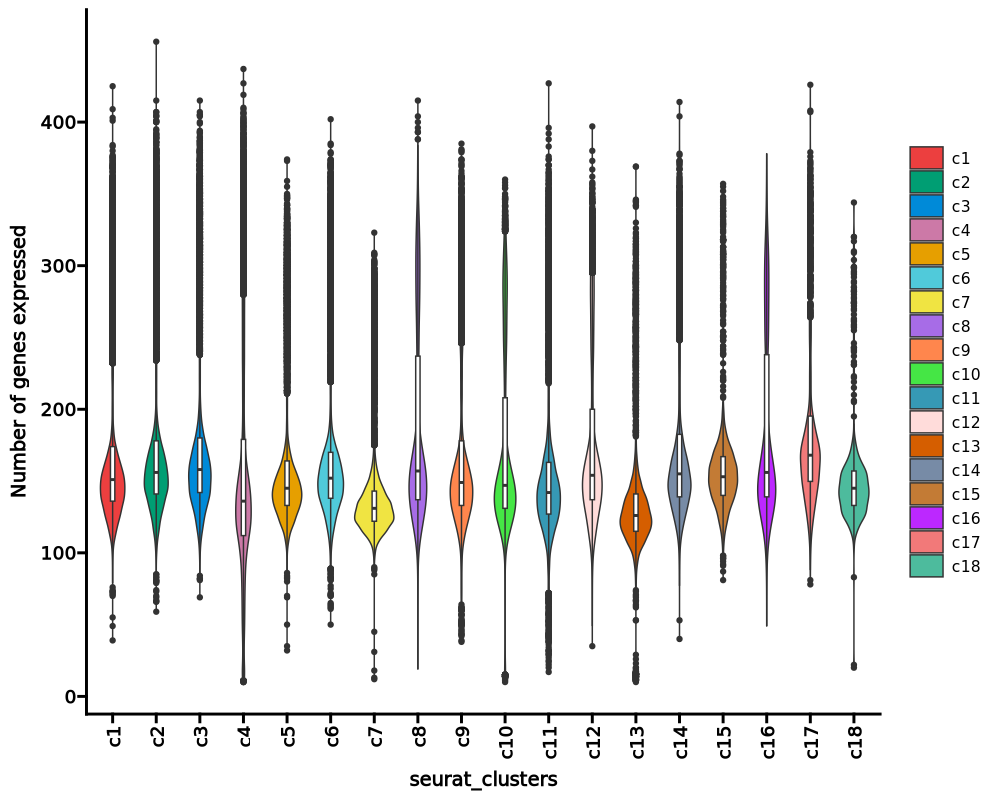 Number of genes expressed
400
300
200
100
0
c1
c2
c3
c4
c5
c6
c7
c8
c9
c10
c11
c12
c13
c14
c15
c16
c17
c18
seurat_clusters
c1
c2
c3
c4
c5
c6
c7
c8
c9
c10
c11
c12
c13
c14
c15
c16
c17
c18